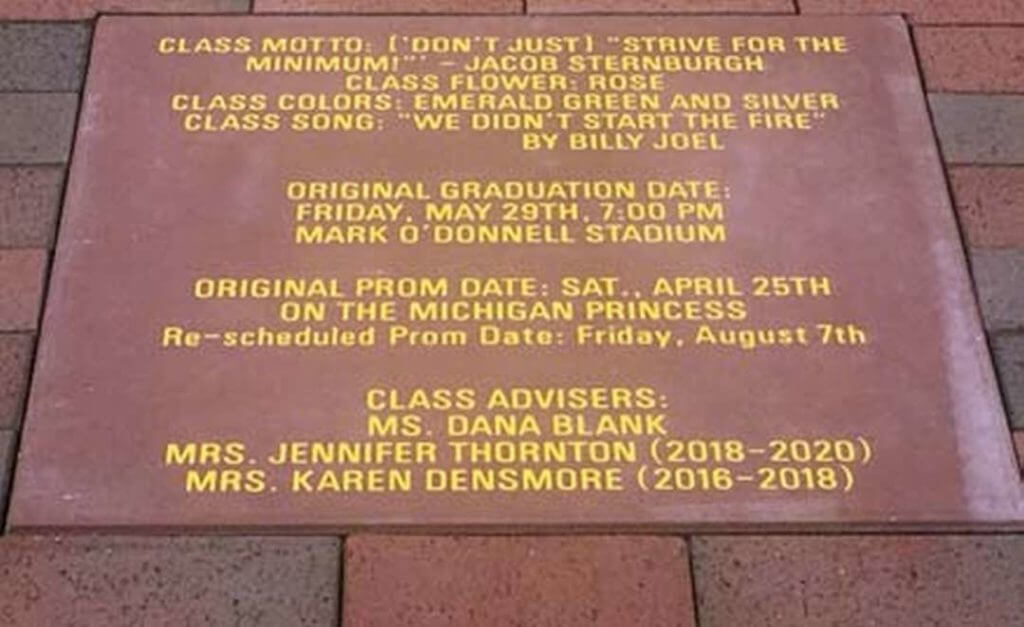 CLASS MOTTO: ['DON'T JUST] "STRIVE FOR THE
MINIMUM!"' - JACOB STERNBURGH
CLASS FLOWER: ROSE
CLASS COLORS: EMERALD GREEN AND SILVER
CLASS SONG: "WE DIDN'T START THE FIRE"
BY BILLY JOEL
ORIGINAL GRADUATION DATE:
FRIDAY, MAY 29TH, 7:00 PM
MARK O'DONNELL STADIUM
ORIGINAL PROM DATE: SAT., APRIL 25TH
ON THE MICHIGAN PRINCESS
Re-scheduled Prom Date: Friday, August 7th
CLASS ADVISERS:
MS. DANA BLANK
MRS. JENNIFER THORNTON (2018-2020)
MRS. KAREN DENSMORE (2016-2018)